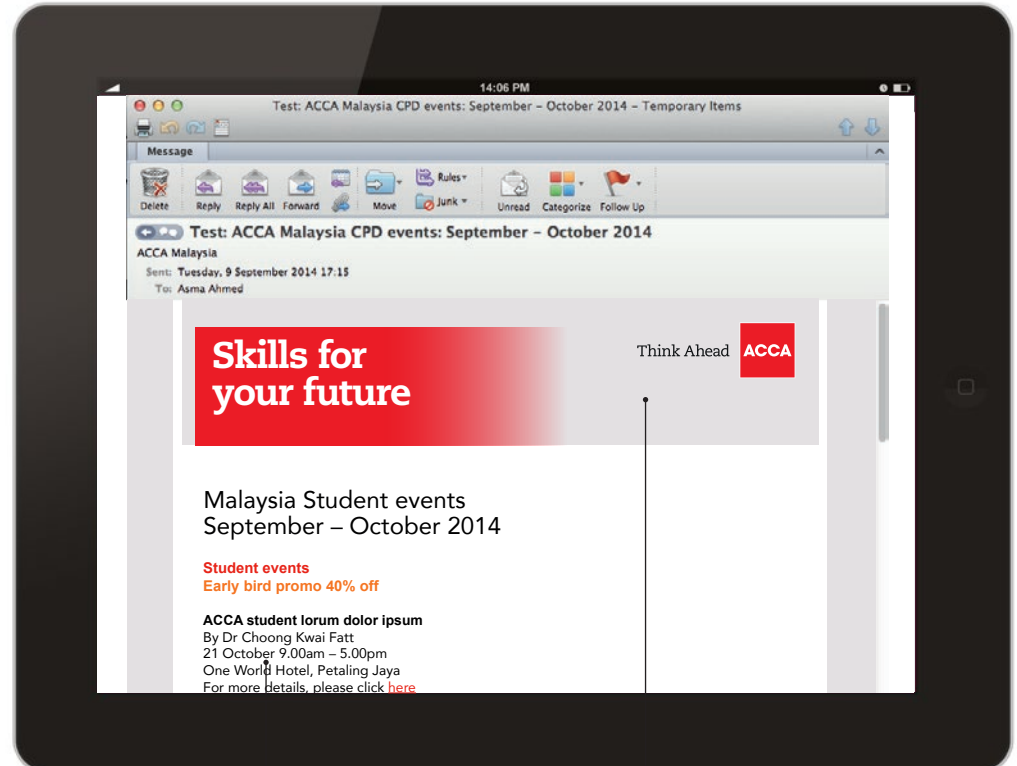 14:06 PM
Test: ACCA Malaysia CPD events: September – October 2014 – Temporary Items
Message
Delete
Reply
Reply All
Forward
Move
Rules
Junk
Unread
Categorize
Follow Up
Test: ACCA Malaysia CPD events: September – October 2014
ACCA Malaysia
Sent: Tuesday, 9 September 2014 17:15
To: Asma Ahmed
Skills for
your future
Think Ahead ACCA
Malaysia Student events
September – October 2014
Student events
Early bird promo 40% off
ACCA student lorum dolor ipsum
By Dr Choong Kwai Fatt
21 October 9.00am – 5.00pm
One World Hotel, Petaling Jaya
For more details, please click here